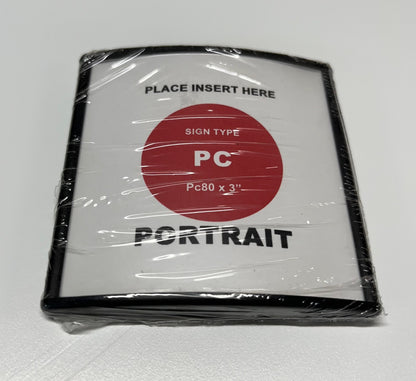 PLACE INSERT HERE
SIGN TYPE
PC
Pc80 x 3"
PORTRAIT